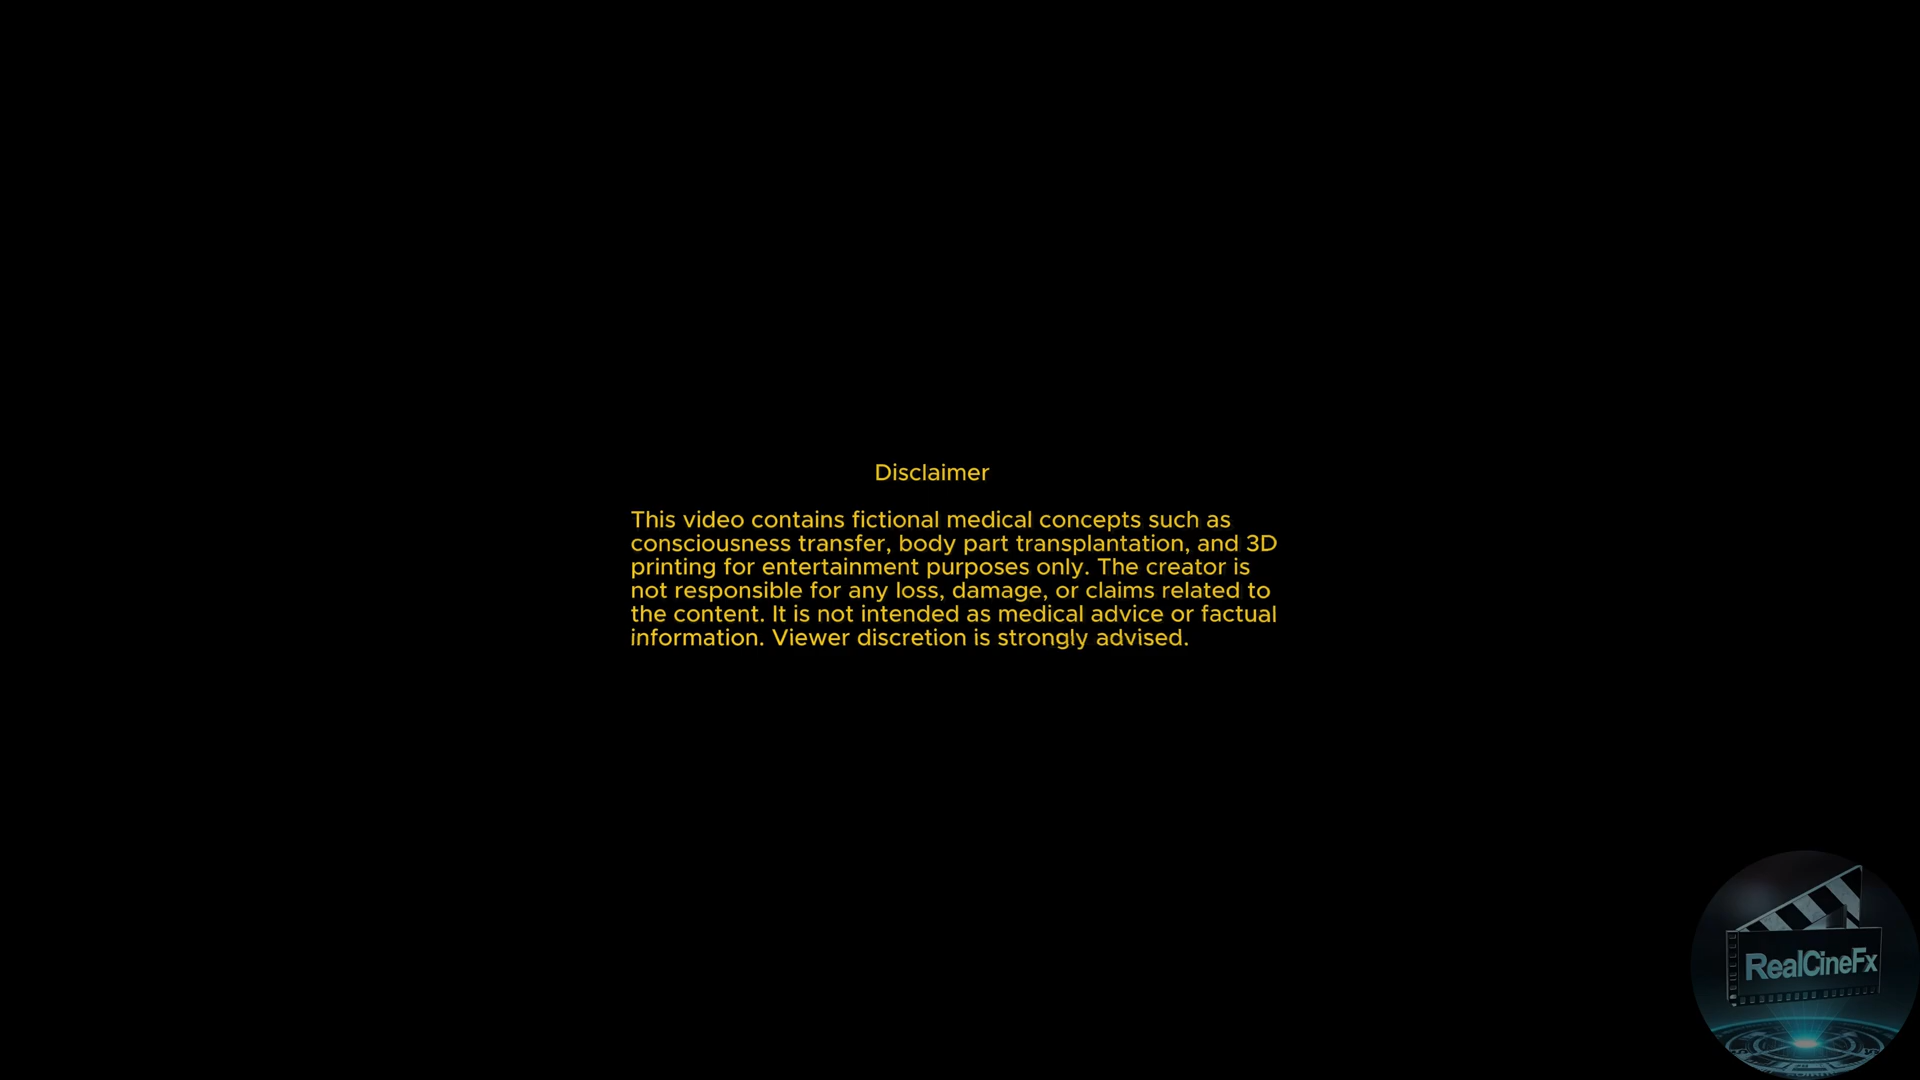 Disclaimer
This video contains fictional medical concepts such as
consciousness transfer, body part transplantation, and 3D
printing for entertainment purposes only. The creator is
not responsible for any loss, damage, or claims related to
the content. It is not intended as medical advice or factual
information. Viewer discretion is strongly advised.
RealCineFx